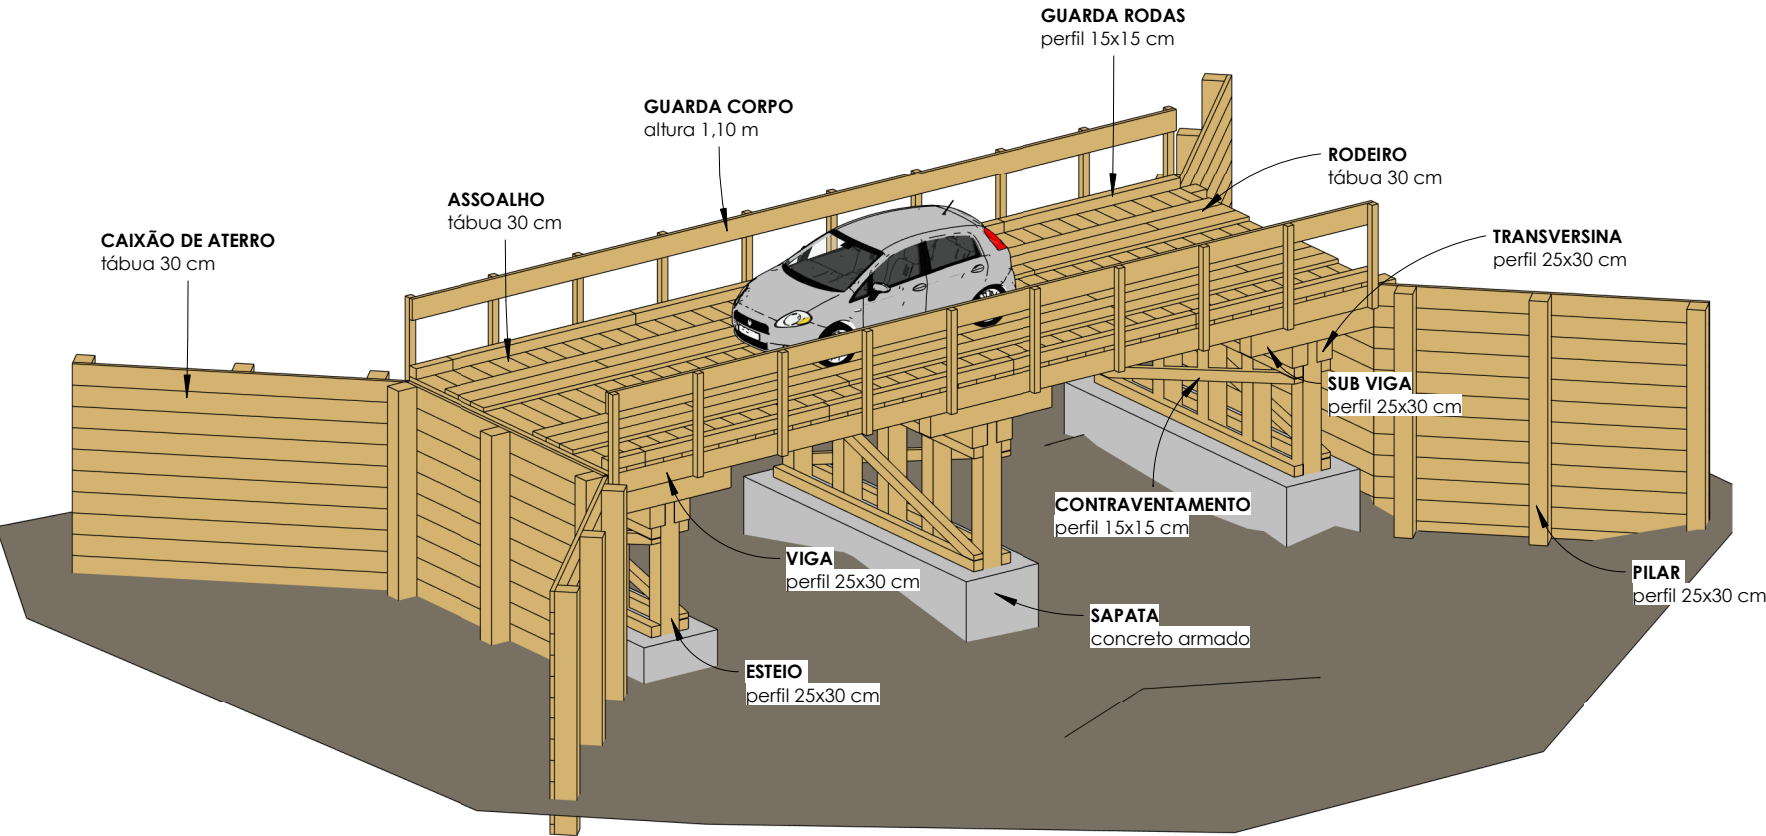 GUARDA RODAS
perfil 15x15 cm
GUARDA CORPO
altura 1,10 m
RODEIRO
tábua 30 cm
ASSOALHO
tábua 30 cm
TRANSVERSINA
perfil 25x30 cm
CAIXÃO DE ATERRO
tábua 30 cm
SUB VIGA
perfil 25x30 cm
CONTRAVENTAMENTO
perfil 15x15 cm
VIGA
perfil 25x30 cm
PILAR
perfil 25x30 cm
SAPATA
concreto armado
ESTEIO
perfil 25x30 cm